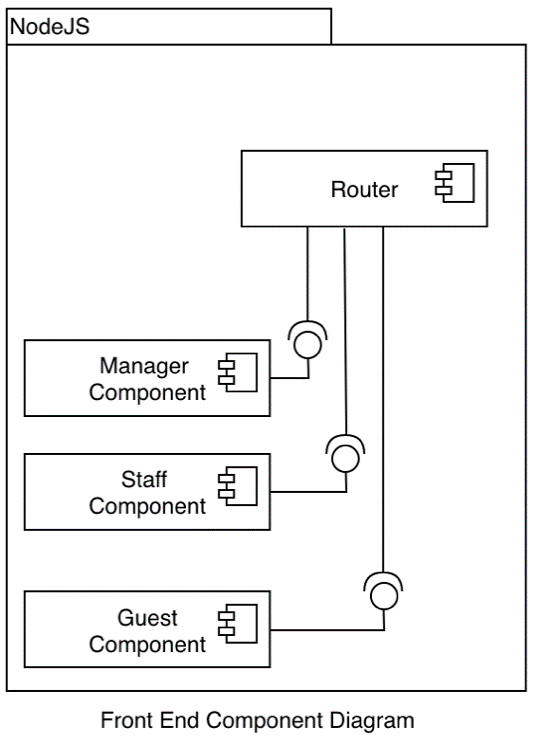 NodeJS
Router
Manager
Component
Staff
Component
Guest
Component
Front End Component Diagram